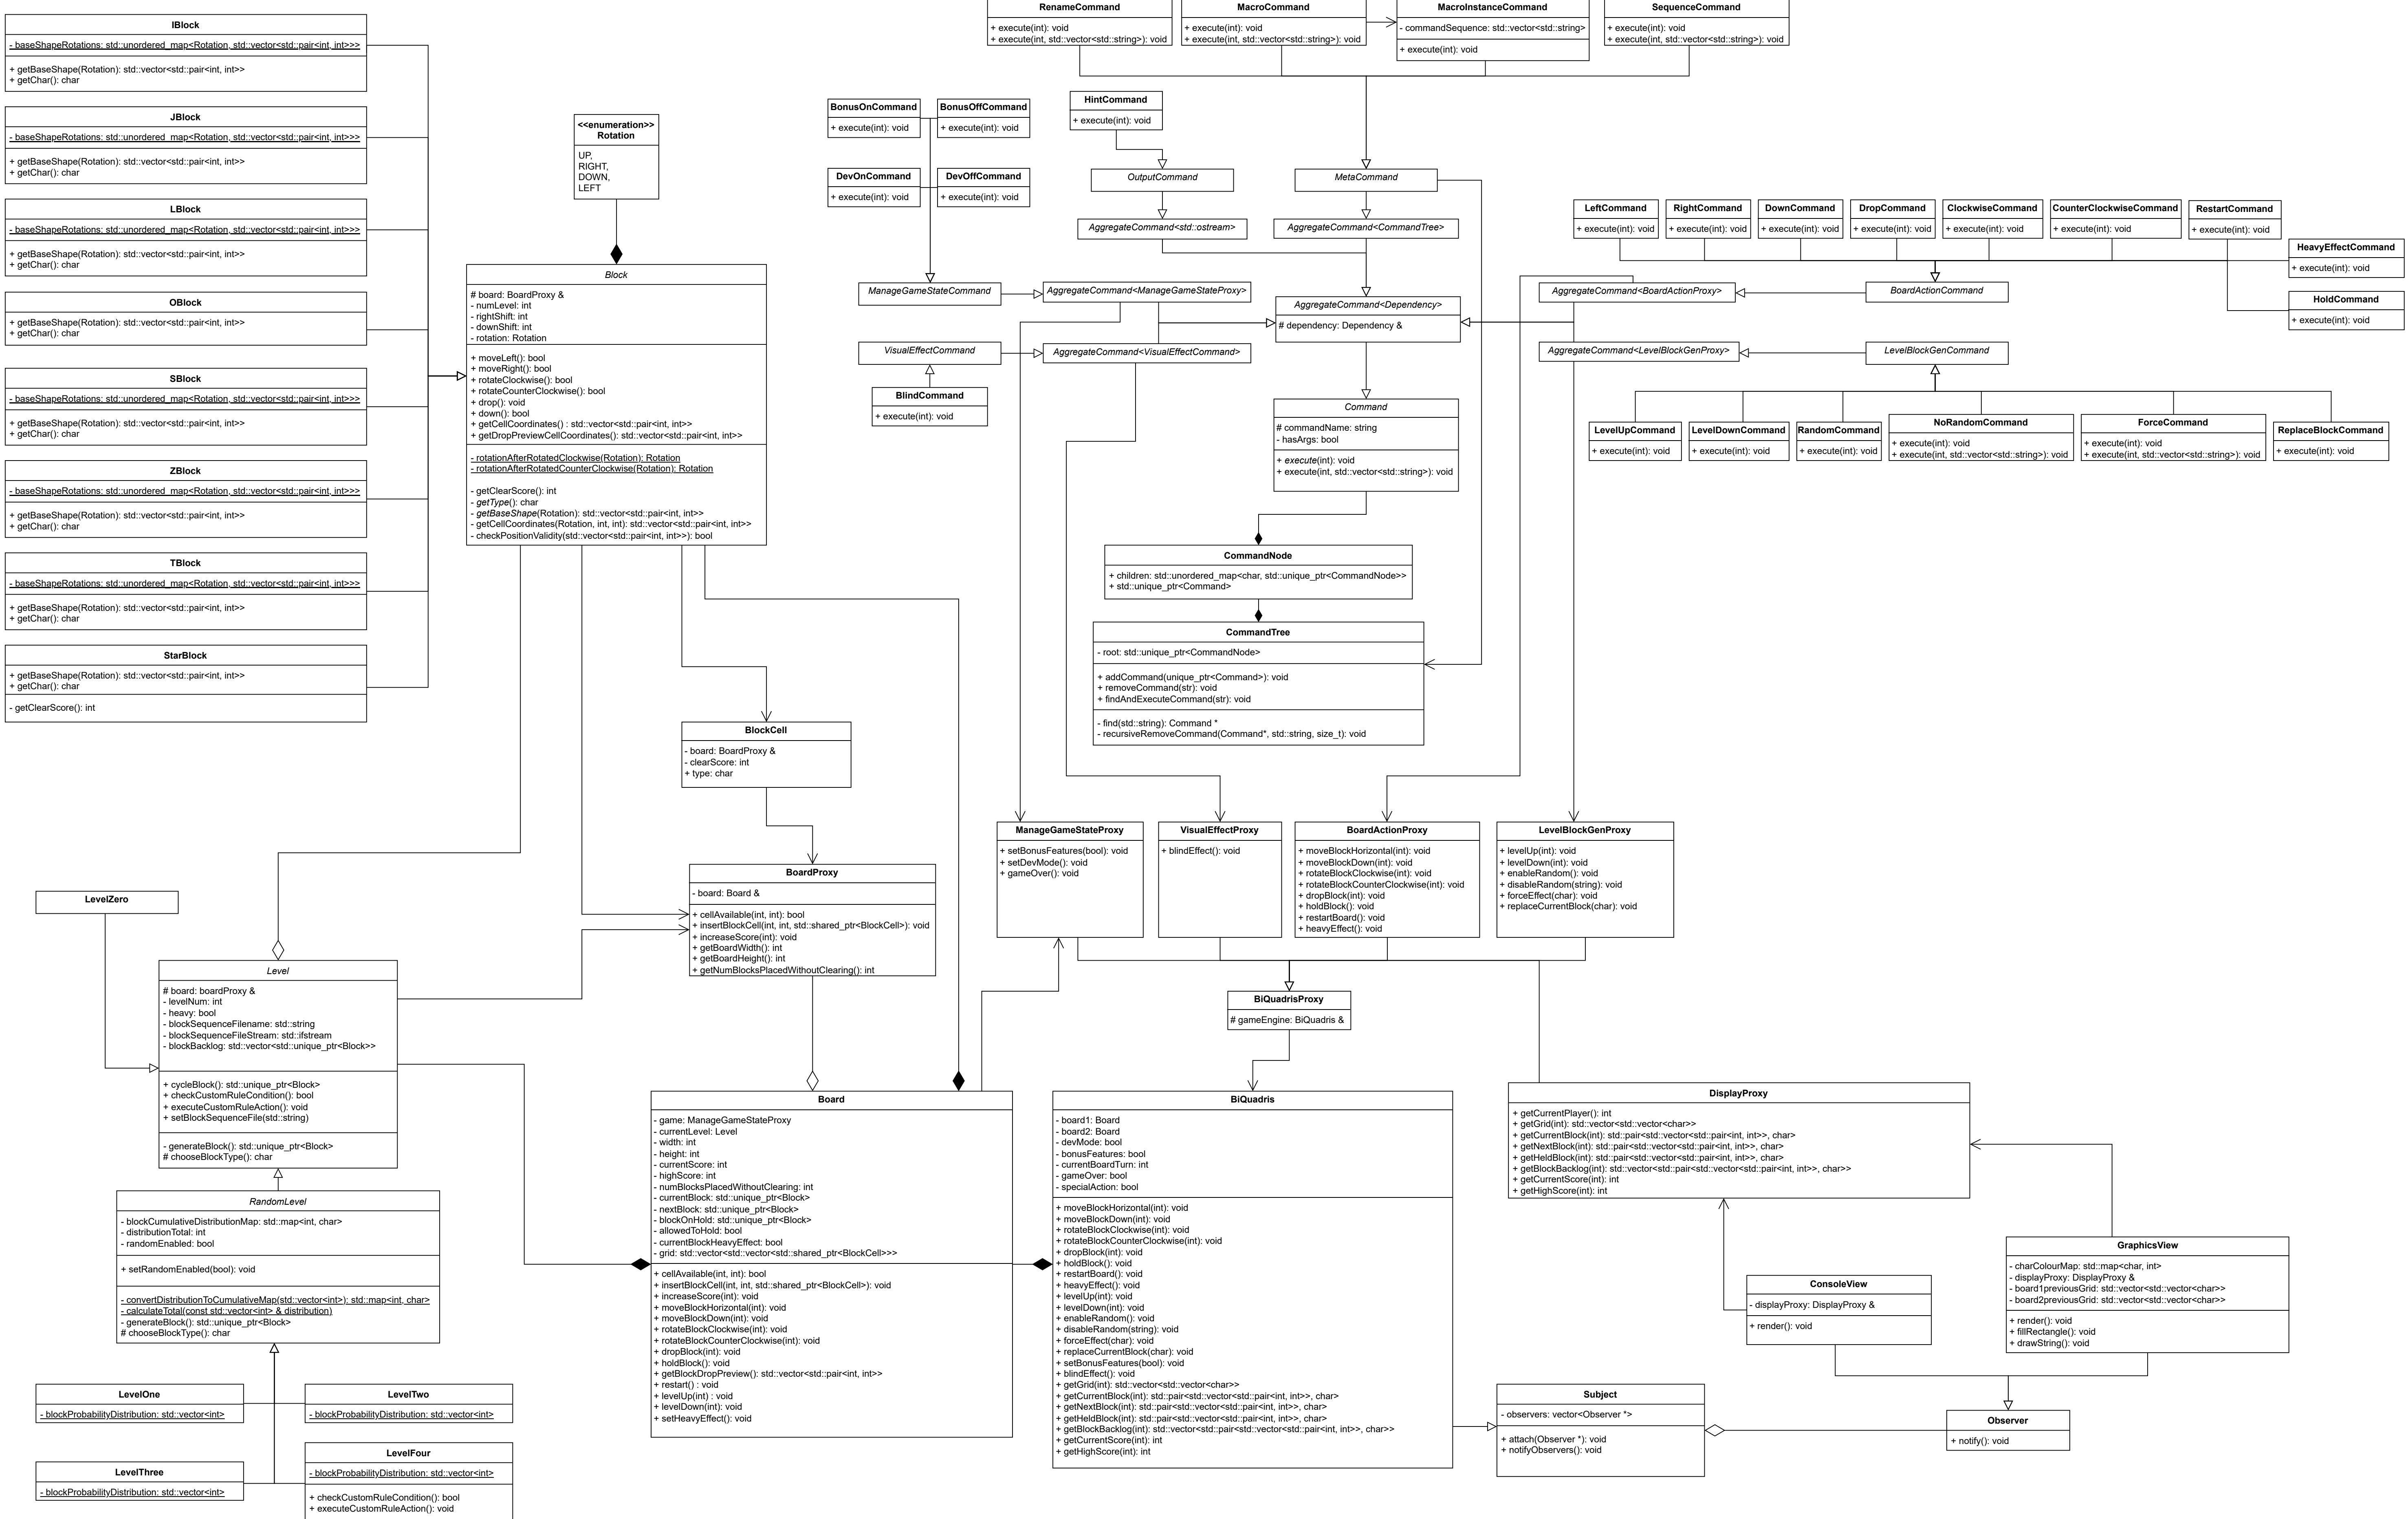 IBlock
- baseShapeRotations: std::unordered_map<Rotation, std::vector<std::pair<int, int>>>
+ getBaseShape(Rotation): std::vector<std::pair<int, int>>
+ getChar(): char
JBlock
- baseShapeRotations: std::unordered_map<Rotation, std::vector<std::pair<int, int>>>
+ getBaseShape(Rotation): std::vector<std::pair<int, int>>
+ getChar(): char
LBlock
- baseShapeRotations: std::unordered_map<Rotation, std::vector<std::pair<int, int>>>
+ getBaseShape(Rotation): std::vector<std::pair<int, int>>
+ getChar(): char
OBlock
+ getBaseShape(Rotation): std::vector<std::pair<int, int>>
+ getChar(): char
SBlock
- baseShapeRotations: std::unordered_map<Rotation, std::vector<std::pair<int, int>>>
+ getBaseShape(Rotation): std::vector<std::pair<int, int>>
+ getChar(): char
ZBlock
- baseShapeRotations: std::unordered_map<Rotation, std::vector<std::pair<int, int>>>
+ getBaseShape(Rotation): std::vector<std::pair<int, int>>
+ getChar(): char
TBlock
- baseShapeRotations: std::unordered_map<Rotation, std::vector<std::pair<int, int>>>
+ getBaseShape(Rotation): std::vector<std::pair<int, int>>
+ getChar(): char
StarBlock
+ getBaseShape(Rotation): std::vector<std::pair<int, int>>
+ getChar(): char
- getClearScore(): int
<<enumeration>>
Rotation
UP,
RIGHT,
DOWN,
LEFT
Block
# board: BoardProxy &
- numLevel: int
- rightShift: int
- downShift: int
- rotation: Rotation
+ moveLeft(): bool
+ moveRight(): bool
+ rotateClockwise(): bool
+ rotateCounterClockwise(): bool
+ drop(): void
+ down(): bool
+ getCellCoordinates() : std::vector<std::pair<int, int>>
+ getDropPreviewCellCoordinates(): std::vector<std::pair<int, int>>
- rotationAfterRotatedClockwise(Rotation): Rotation
- rotationAfterRotatedCounterClockwise(Rotation): Rotation
- getClearScore(): int
- getType(): char
- getBaseShape(Rotation): std::vector<std::pair<int, int>>
- getCellCoordinates(Rotation, int, int): std::vector<std::pair<int, int>>
- checkPositionValidity(std::vector<std::pair<int, int>>): bool
RenameCommand
+ execute(int): void
+ execute(int, std::vector<std::string>): void
MacroCommand
+ execute(int): void
+ execute(int, std::vector<std::string>): void
MacroInstanceCommand
- commandSequence: std::vector<std::string>
+ execute(int): void
SequenceCommand
+ execute(int): void
+ execute(int, std::vector<std::string>): void
BonusOnCommand
+ execute(int): void
BonusOffCommand
+ execute(int): void
DevOnCommand
+ execute(int): void
DevOffCommand
+ execute(int): void
HintCommand
+ execute(int): void
OutputCommand
MetaCommand
AggregateCommand<std::ostream>
AggregateCommand<CommandTree>
ManageGameStateCommand
AggregateCommand<ManageGameStateProxy>
VisualEffectCommand
AggregateCommand<VisualEffectCommand>
BlindCommand
+ execute(int): void
AggregateCommand<Dependency>
# dependency: Dependency &
Command
# commandName: string
- hasArgs: bool
+ execute(int): void
+ execute(int, std::vector<std::string>): void
CommandNode
+ children: std::unordered_map<char, std::unique_ptr<CommandNode>>
+ std::unique_ptr<Command>
CommandTree
- root: std::unique_ptr<CommandNode>
+ addCommand(unique_ptr<Command>): void
+ removeCommand(str): void
+ findAndExecuteCommand(str): void
- find(std::string): Command *
- recursiveRemoveCommand(Command*, std::string, size_t): void
LeftCommand
+ execute(int): void
RightCommand
+ execute(int): void
DownCommand
+ execute(int): void
DropCommand
+ execute(int): void
ClockwiseCommand
+ execute(int): void
CounterClockwiseCommand
+ execute(int): void
RestartCommand
+ execute(int): void
HeavyEffectCommand
+ execute(int): void
HoldCommand
+ execute(int): void
AggregateCommand<BoardActionProxy>
BoardActionCommand
AggregateCommand<LevelBlockGenProxy>
LevelBlockGenCommand
LevelUpCommand
+ execute(int): void
LevelDownCommand
+ execute(int): void
RandomCommand
+ execute(int): void
NoRandomCommand
+ execute(int): void
+ execute(int, std::vector<std::string>): void
ForceCommand
+ execute(int): void
+ execute(int, std::vector<std::string>): void
ReplaceBlockCommand
+ execute(int): void
BlockCell
- board: BoardProxy &
- clearScore: int
+ type: char
BoardProxy
- board: Board &
+ cellAvailable(int, int): bool
+ insertBlockCell(int, int, std::shared_ptr<BlockCell>): void
+ increaseScore(int): void
+ getBoardWidth(): int
+ getBoardHeight(): int
+ getNumBlocksPlacedWithoutClearing(): int
ManageGameStateProxy
+ setBonusFeatures(bool): void
+ setDevMode(): void
+ gameOver(): void
VisualEffectProxy
+ blindEffect(): void
BoardActionProxy
+ moveBlockHorizontal(int): void
+ moveBlockDown(int): void
+ rotateBlockClockwise(int): void
+ rotateBlockCounterClockwise(int): void
+ dropBlock(int): void
+ holdBlock(): void
+ restartBoard(): void
+ heavyEffect(): void
LevelBlockGenProxy
+ levelUp(int): void
+ levelDown(int): void
+ enableRandom(): void
+ disableRandom(string): void
+ forceEffect(char): void
+ replaceCurrentBlock(char): void
BiQuadrisProxy
# gameEngine: BiQuadris &
LevelZero
Level
# board: boardProxy &
- levelNum: int
- heavy: bool
- blockSequenceFilename: std::string
- blockSequenceFileStream: std::ifstream
- blockBacklog: std::vector<std::unique_ptr<Block>>
+ cycleBlock(): std::unique_ptr<Block>
+ checkCustomRuleCondition(): bool
+ executeCustomRuleAction(): void
+ setBlockSequenceFile(std::string)
- generateBlock(): std::unique_ptr<Block>
# chooseBlockType(): char
RandomLevel
- blockCumulativeDistributionMap: std::map<int, char>
- distributionTotal: int
- randomEnabled: bool
+ setRandomEnabled(bool): void
- convertDistributionToCumulativeMap(std::vector<int>): std::map<int, char>
- calculateTotal(const std::vector<int> & distribution)
- generateBlock(): std::unique_ptr<Block>
# chooseBlockType(): char
LevelOne
- blockProbabilityDistribution: std::vector<int>
LevelTwo
- blockProbabilityDistribution: std::vector<int>
LevelThree
- blockProbabilityDistribution: std::vector<int>
LevelFour
- blockProbabilityDistribution: std::vector<int>
+ checkCustomRuleCondition(): bool
+ executeCustomRuleAction(): void
Board
- game: ManageGameStateProxy
- currentLevel: Level
- width: int
- height: int
- currentScore: int
- highScore: int
- numBlocksPlacedWithoutClearing: int
- currentBlock: std::unique_ptr<Block>
- nextBlock: std::unique_ptr<Block>
- blockOnHold: std::unique_ptr<Block>
- allowedToHold: bool
- currentBlockHeavyEffect: bool
- grid: std::vector<std::vector<std::shared_ptr<BlockCell>>>
+ cellAvailable(int, int): bool
+ insertBlockCell(int, int, std::shared_ptr<BlockCell>): void
+ increaseScore(int): void
+ moveBlockHorizontal(int): void
+ moveBlockDown(int): void
+ rotateBlockClockwise(int): void
+ rotateBlockCounterClockwise(int): void
+ dropBlock(int): void
+ holdBlock(): void
+ getBlockDropPreview(): std::vector<std::pair<int, int>>
+ restart() : void
+ levelUp(int) : void
+ levelDown(int): void
+ setHeavyEffect(): void
BiQuadris
- board1: Board
- board2: Board
- devMode: bool
- bonusFeatures: bool
- currentBoardTurn: int
- gameOver: bool
- specialAction: bool
+ moveBlockHorizontal(int): void
+ moveBlockDown(int): void
+ rotateBlockClockwise(int): void
+ rotateBlockCounterClockwise(int): void
+ dropBlock(int): void
+ holdBlock(): void
+ restartBoard(): void
+ heavyEffect(): void
+ levelUp(int): void
+ levelDown(int): void
+ enableRandom(): void
+ disableRandom(string): void
+ forceEffect(char): void
+ replaceCurrentBlock(char): void
+ setBonusFeatures(bool): void
+ blindEffect(): void
+ getGrid(int): std::vector<std::vector<char>>
+ getCurrentBlock(int): std::pair<std::vector<std::pair<int, int>>, char>
+ getNextBlock(int): std::pair<std::vector<std::pair<int, int>>, char>
+ getHeldBlock(int): std::pair<std::vector<std::pair<int, int>>, char>
+ getBlockBacklog(int): std::vector<std::pair<std::vector<std::pair<int, int>>, char>>
+ getCurrentScore(int): int
+ getHighScore(int): int
DisplayProxy
+ getCurrentPlayer(): int
+ getGrid(int): std::vector<std::vector<char>>
+ getCurrentBlock(int): std::pair<std::vector<std::pair<int, int>>, char>
+ getNextBlock(int): std::pair<std::vector<std::pair<int, int>>, char>
+ getHeldBlock(int): std::pair<std::vector<std::pair<int, int>>, char>
+ getBlockBacklog(int): std::vector<std::pair<std::vector<std::pair<int, int>>, char>>
+ getCurrentScore(int): int
+ getHighScore(int): int
ConsoleView
- displayProxy: DisplayProxy &
+ render(): void
GraphicsView
- charColourMap: std::map<char, int>
- displayProxy: DisplayProxy &
- board1previousGrid: std::vector<std::vector<char>>
- board2previousGrid: std::vector<std::vector<char>>
+ render(): void
+ fillRectangle(): void
+ drawString(): void
Subject
- observers: vector<Observer *>
+ attach(Observer *): void
+ notifyObservers(): void
Observer
+ notify(): void